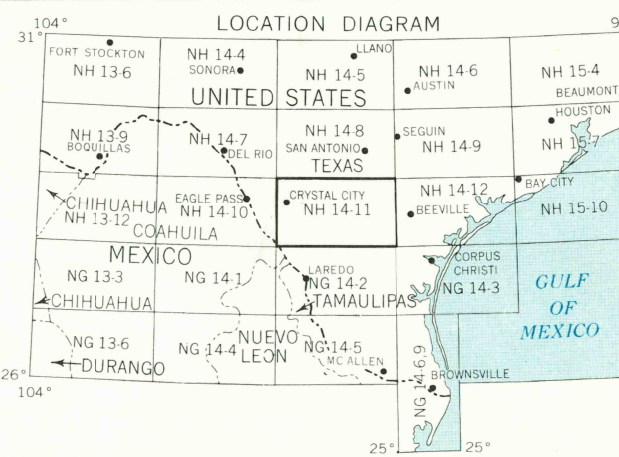 LOCATION DIAGRAM
104°
9
31°
FORT STOCKTON
NH 13-6
NH 14-4
SONORA
LLANO
NH 14-5
NH 14-6
AUSTIN
NH 15-4
BEAUMONT
UNITED STATES
HOUSTON
NH 13-9
BOQUILLAS
NH 14-7
DEL RIO
NH 14-8
SAN ANTONIO
TEXAS
SEGUIN
NH 14-9
NH 15-7
CHIHUAHUA
NH 13-12
COAHUILA
EAGLE PASS
NH 14-10
CRYSTAL CITY
NH 14-11
NH 14-12
BEEVILLE
BAY CITY
NH 15-10
MEXICO
NG 13-3
CHIHUAHUA
NG 14-1
LAREDO
NG 14-2
TAMAULIPAS
CORPUS
CHRISTI
NG 14-3
GULF
OF
MEXICO
NG 13-6
DURANGO
NG 14-4
NUEVO
LEON
NG 14-5
MC ALLEN
NG 14-6,9
BROWNSVILLE
26°
104°
25°
25°